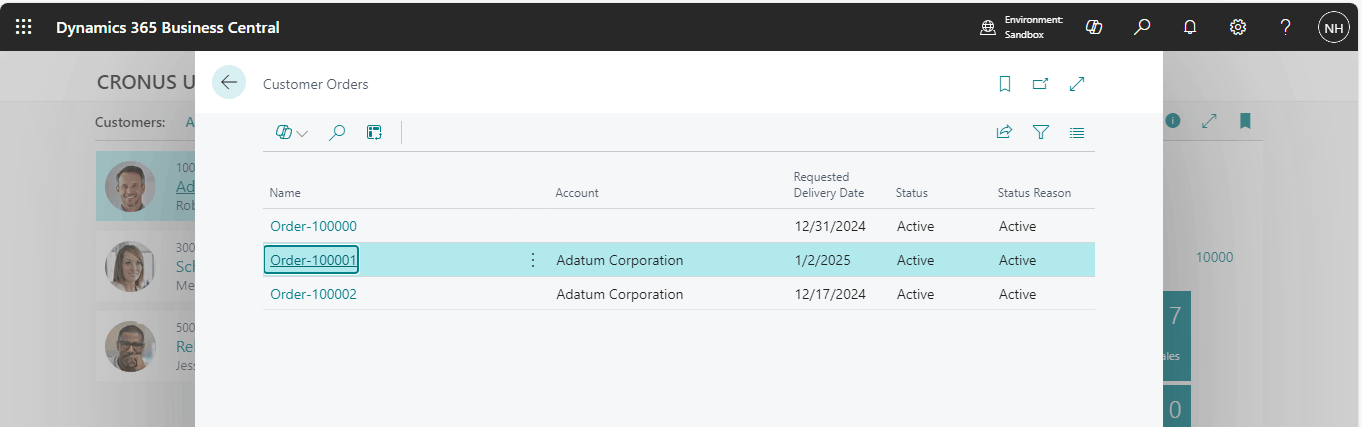 Dynamics 365 Business Central
Environment:
Sandbox
NH
CRONUS U
Customers: A
Customer Orders
100
Ad
Rob
300
Sch
Me
500
Rel
Jess
Name Account Requested Delivery Date Status Status Reason
Order-100000 12/31/2024 Active Active
Order-100001 Adatum Corporation 1/2/2025 Active Active
Order-100002 Adatum Corporation 12/17/2024 Active Active
10000
7
ales
0